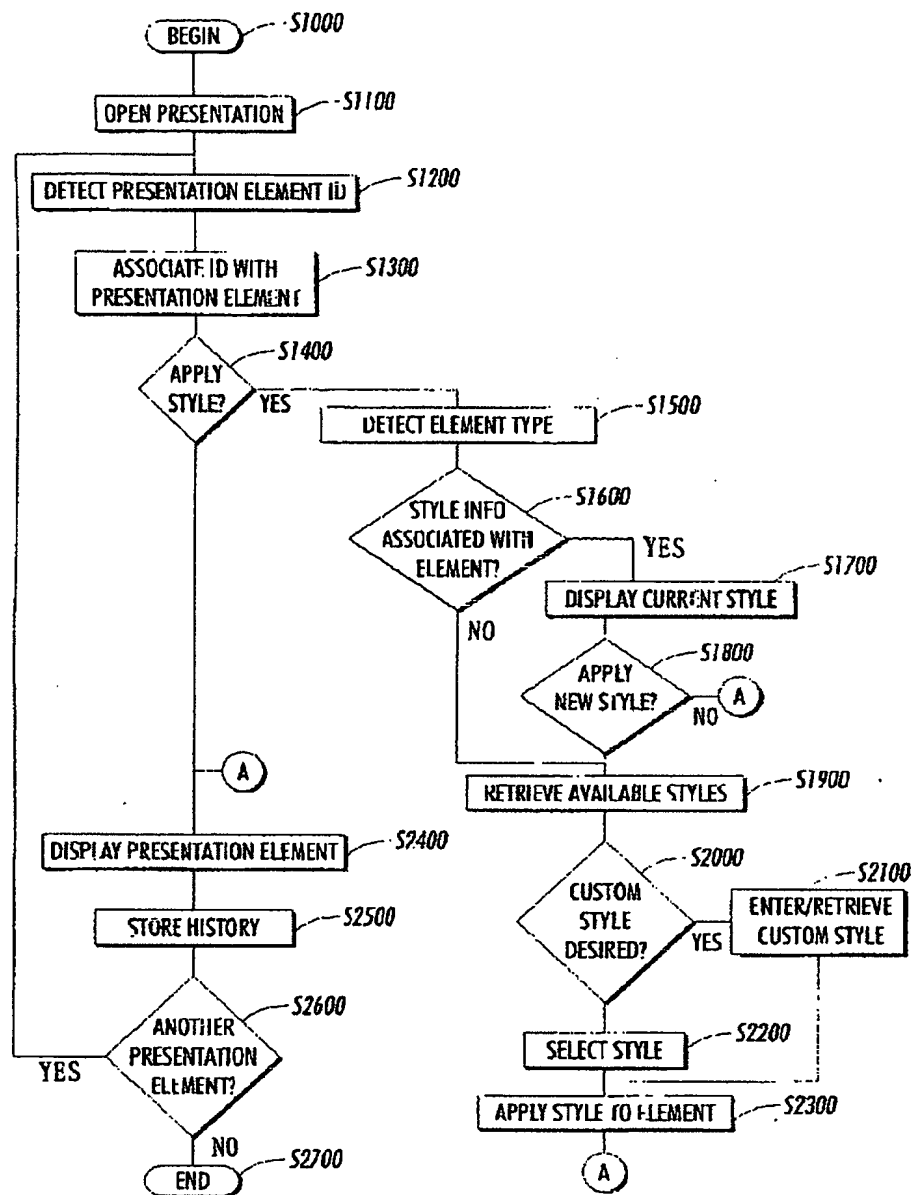 BEGIN
S1000
OPEN PRESENTATION
S1100
DETECT PRESENTATION ELEMENT ID
S1200
ASSOCIATE ID WITH
PRESENTATION ELEMENT
S1300
APPLY
STYLE?
S1400
YES
DETECT ELEMENT TYPE
S1500
STYLE INFO
ASSOCIATED WITH
ELEMENT?
S1600
YES
NO
DISPLAY CURRENT STYLE
S1700
APPLY
NEW STYLE?
S1800
NO
A
A
RETRIEVE AVAILABLE STYLES
S1900
DISPLAY PRESENTATION ELEMENT
S2400
CUSTOM
STYLE
DESIRED?
S2000
YES
ENTER/RETRIEVE
CUSTOM STYLE
S2100
STORE HISTORY
S2500
ANOTHER
PRESENTATION
ELEMENT?
S2600
YES
NO
SELECT STYLE
S2200
APPLY STYLE TO ELEMENT
S2300
A
END
S2700